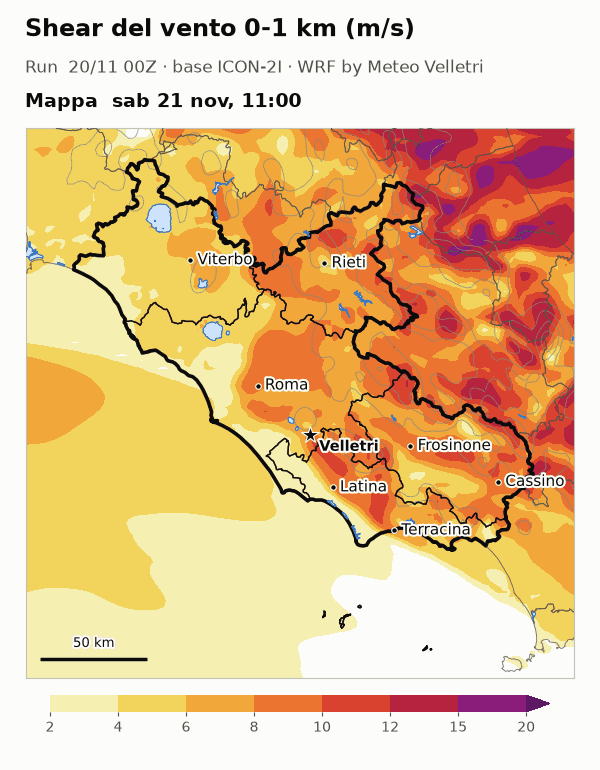 Shear del vento 0-1 km (m/s)
Run  20/11 00Z · base ICON-2I · WRF by Meteo Velletri
Mappa  sab 21 nov, 11:00
Viterbo
Rieti
Roma
Velletri
Frosinone
Latina
Cassino
Terracina
50 km
2 4 6 8 10 12 15 20